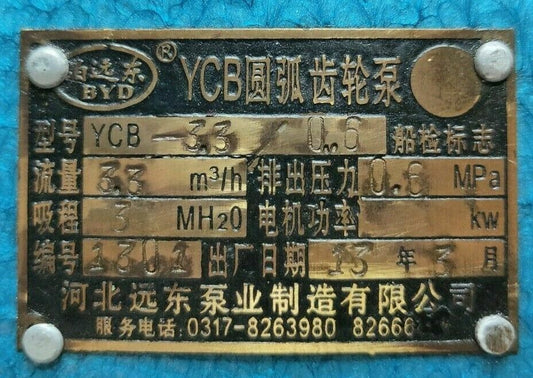 泊远东
BYD
®
YCB圆弧齿轮泵
型号 YCB - 3.3 / 0.6 船检标志
流量 3.3 m³/h 排出压力 0.6 MPa
吸程 3 MH2O 电机功率 kw
编号 1301 出厂日期 13 年 3 月
河北远东泵业制造有限公司
服务电话: 0317-8263980 82666